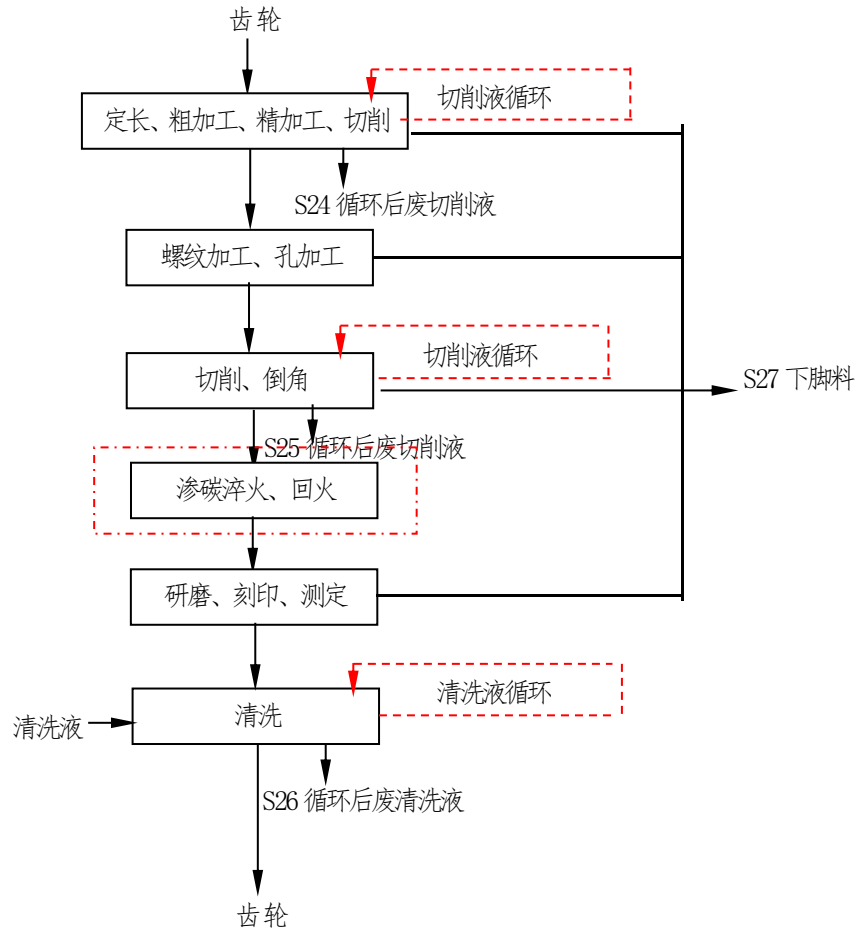 齿轮
切削液循环
定长、粗加工、精加工、切削
S24 循环后废切削液
螺纹加工、孔加工
切削液循环
切削、倒角
S27 下脚料
S25 循环后废切削液
渗碳淬火、回火
研磨、刻印、测定
清洗液循环
清洗
清洗液
S26 循环后废清洗液
齿轮